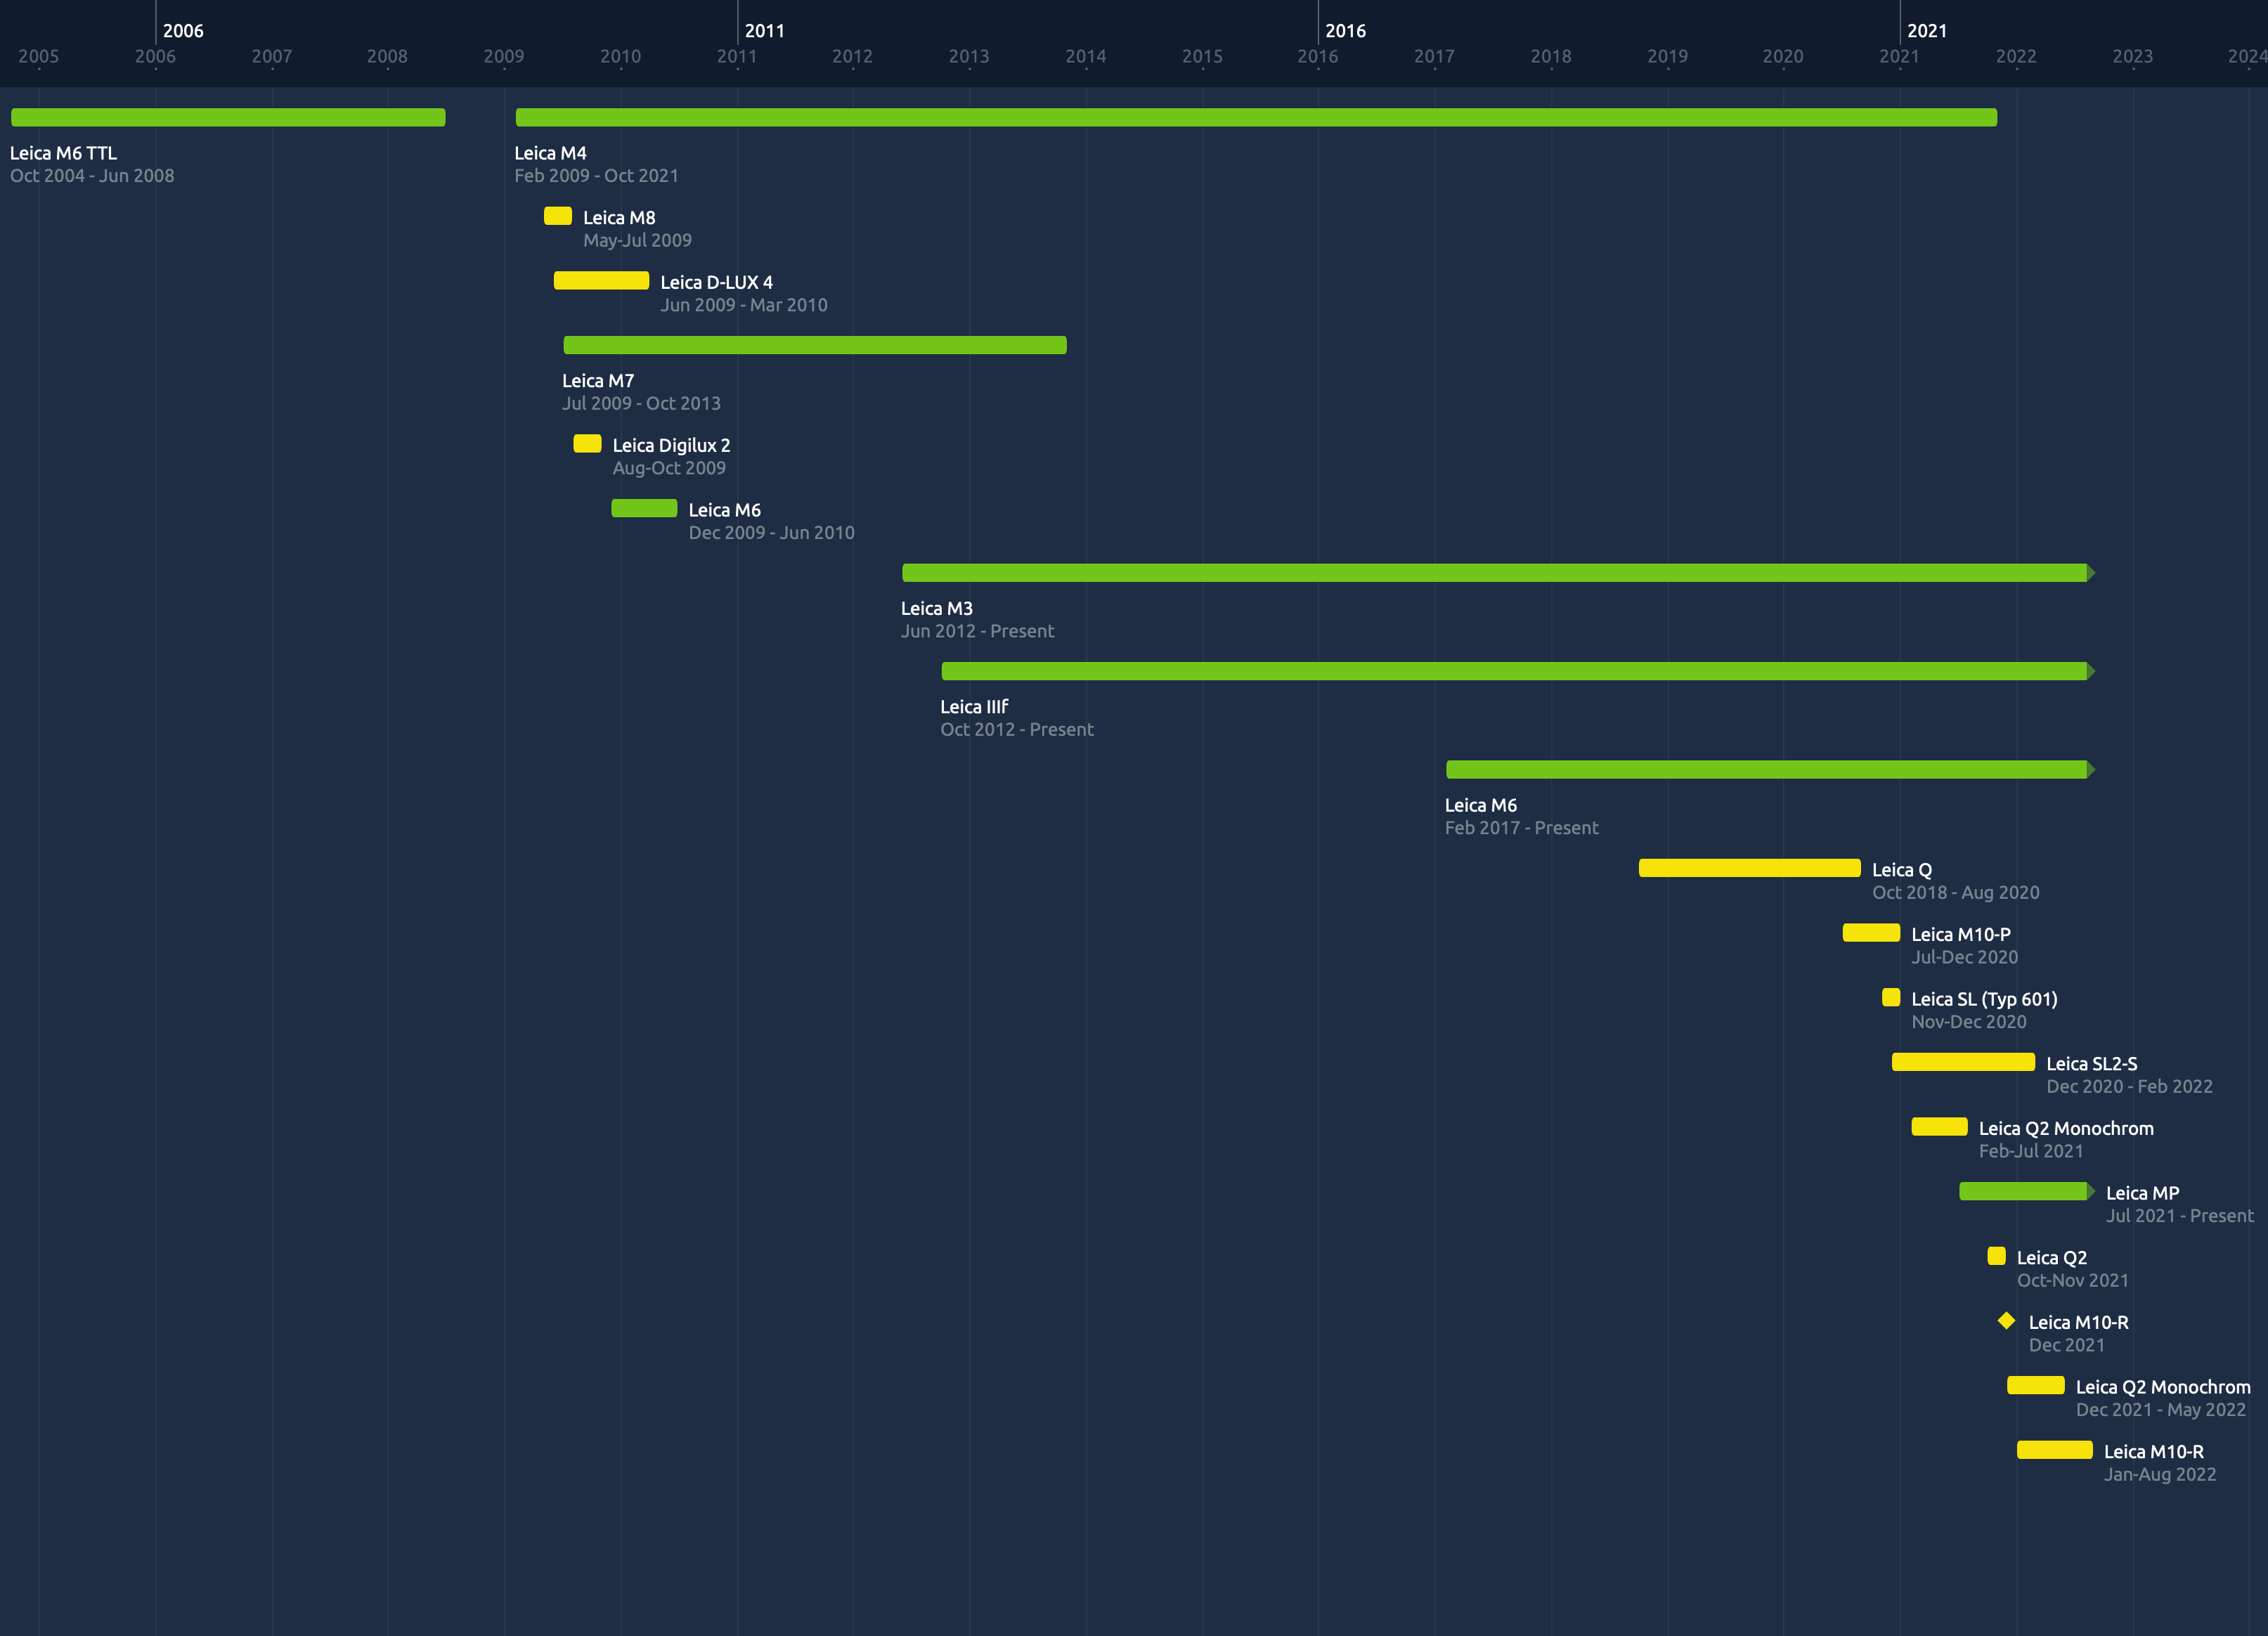 2006 2011 2016 2021
2005 2006 2007 2008 2009 2010 2011 2012 2013 2014 2015 2016 2017 2018 2019 2020 2021 2022 2023 2024
Leica M6 TTL
Oct 2004 - Jun 2008
Leica M4
Feb 2009 - Oct 2021
Leica M8
May-Jul 2009
Leica D-LUX 4
Jun 2009 - Mar 2010
Leica M7
Jul 2009 - Oct 2013
Leica Digilux 2
Aug-Oct 2009
Leica M6
Dec 2009 - Jun 2010
Leica M3
Jun 2012 - Present
Leica IIIf
Oct 2012 - Present
Leica M6
Feb 2017 - Present
Leica Q
Oct 2018 - Aug 2020
Leica M10-P
Jul-Dec 2020
Leica SL (Typ 601)
Nov-Dec 2020
Leica SL2-S
Dec 2020 - Feb 2022
Leica Q2 Monochrom
Feb-Jul 2021
Leica MP
Jul 2021 - Present
Leica Q2
Oct-Nov 2021
Leica M10-R
Dec 2021
Leica Q2 Monochrom
Dec 2021 - May 2022
Leica M10-R
Jan-Aug 2022